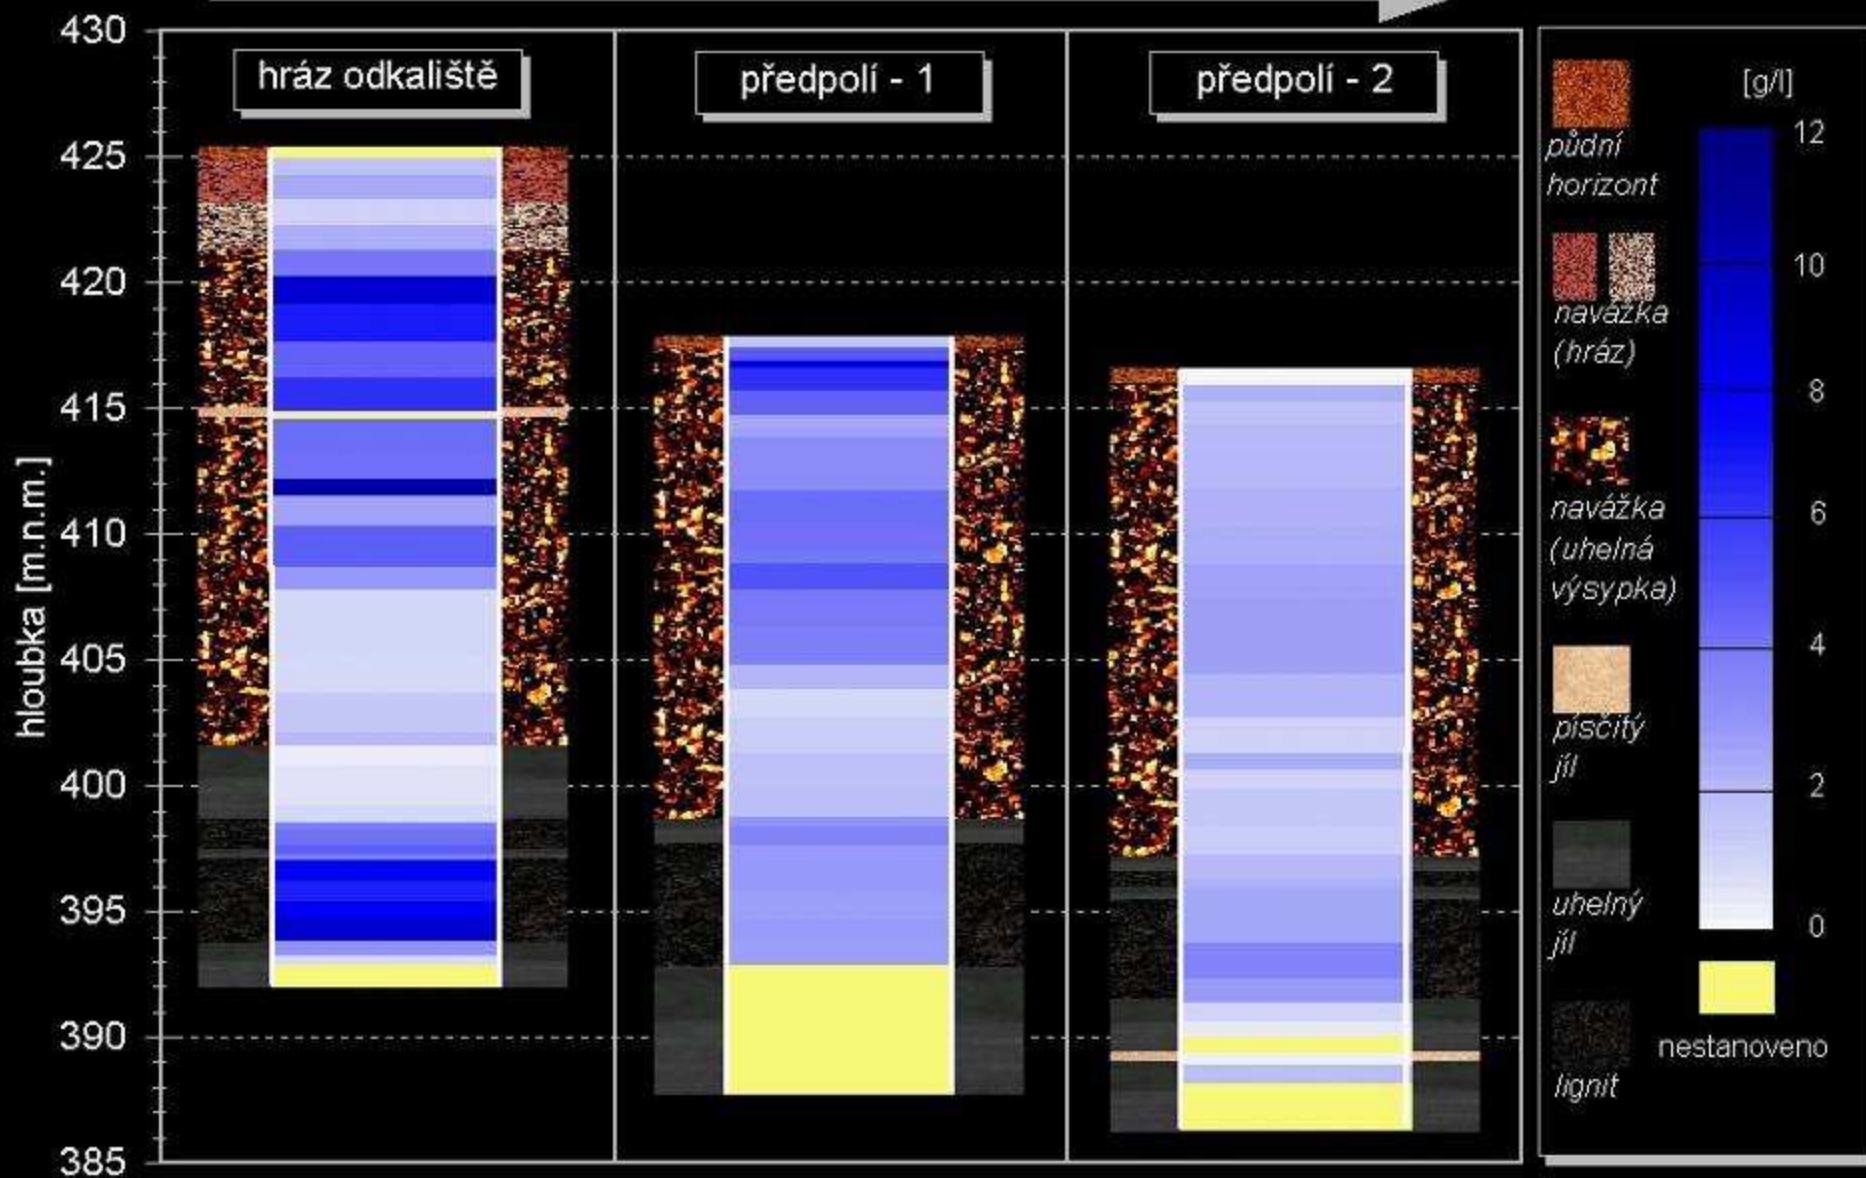 430
425
420
415
410
405
400
395
390
385
hloubka [m.n.m.]
hráz odkaliště
předpolí - 1
předpolí - 2
půdní
horizont
navážka
(hráz)
navážka
(uhelná
výsypka)
písčitý
jíl
uhelný
jíl
lignit
[g/l]
12
10
8
6
4
2
0
nestanoveno